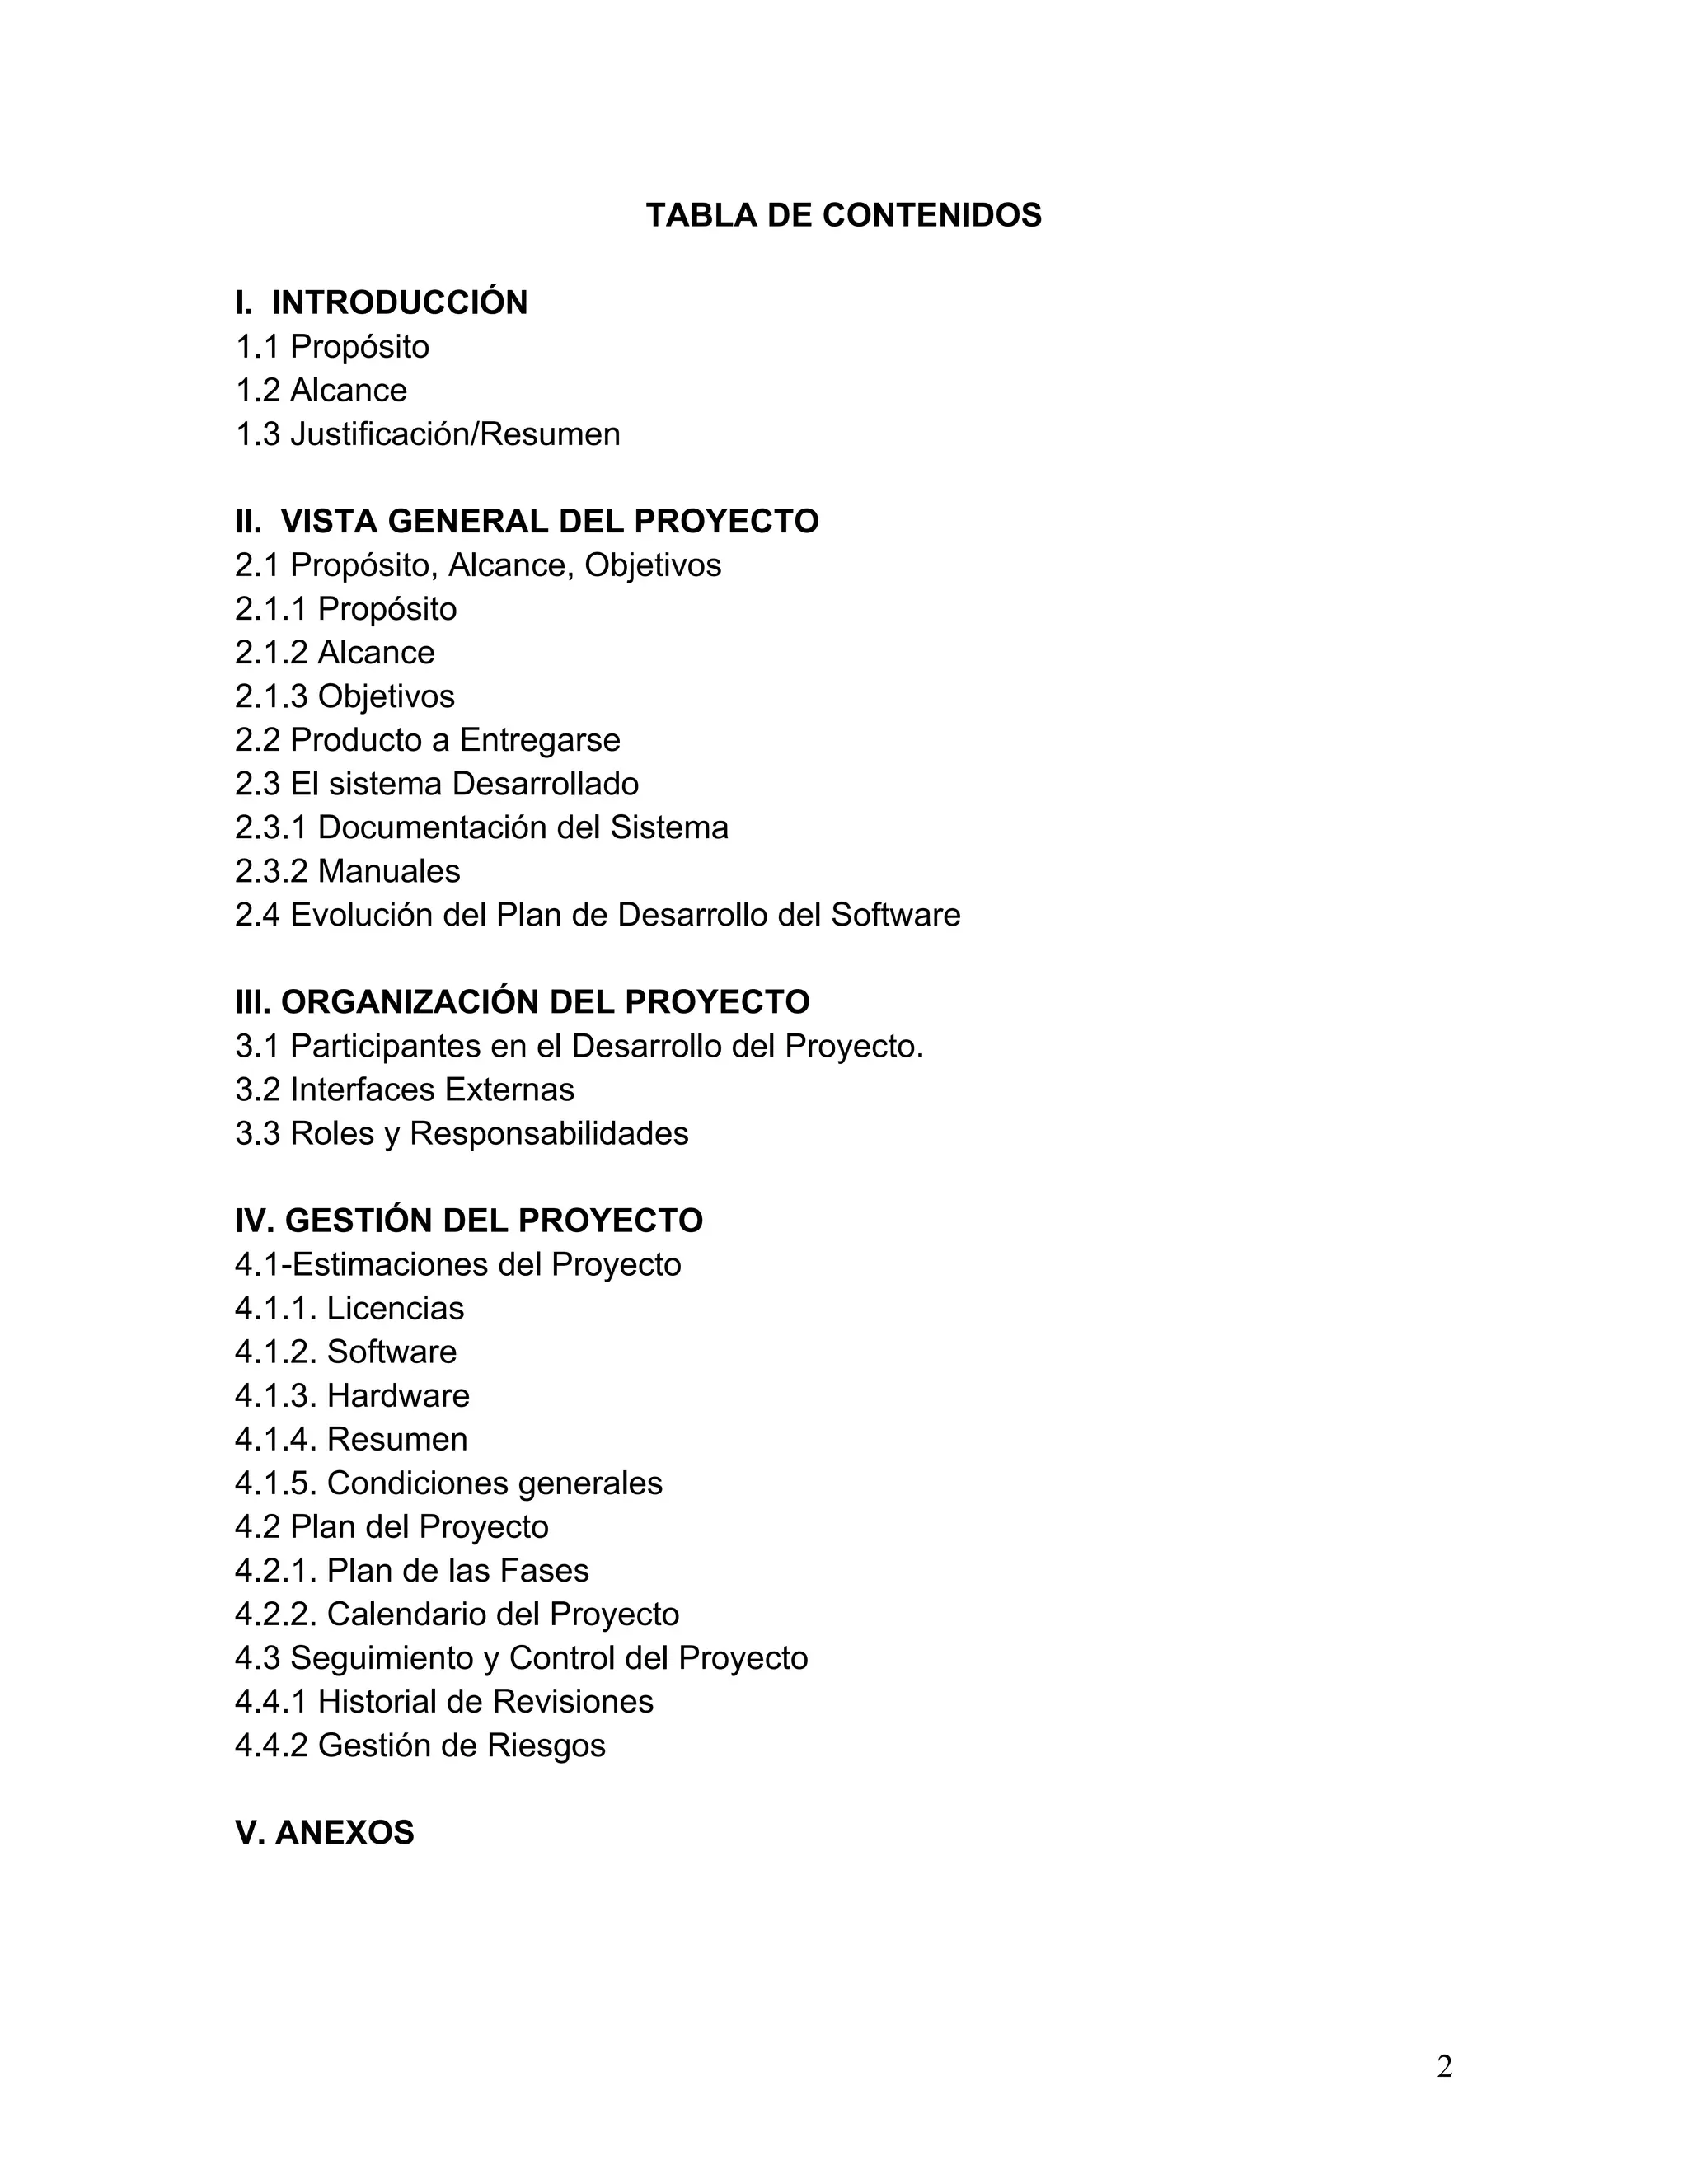 TABLA DE CONTENIDOS
I. INTRODUCCIÓN
1.1 Propósito
1.2 Alcance
1.3 Justificación/Resumen
II. VISTA GENERAL DEL PROYECTO
2.1 Propósito, Alcance, Objetivos
2.1.1 Propósito
2.1.2 Alcance
2.1.3 Objetivos
2.2 Producto a Entregarse
2.3 El sistema Desarrollado
2.3.1 Documentación del Sistema
2.3.2 Manuales
2.4 Evolución del Plan de Desarrollo del Software
III. ORGANIZACIÓN DEL PROYECTO
3.1 Participantes en el Desarrollo del Proyecto.
3.2 Interfaces Externas
3.3 Roles y Responsabilidades
IV. GESTIÓN DEL PROYECTO
4.1-Estimaciones del Proyecto
4.1.1. Licencias
4.1.2. Software
4.1.3. Hardware
4.1.4. Resumen
4.1.5. Condiciones generales
4.2 Plan del Proyecto
4.2.1. Plan de las Fases
4.2.2. Calendario del Proyecto
4.3 Seguimiento y Control del Proyecto
4.4.1 Historial de Revisiones
4.4.2 Gestión de Riesgos
V. ANEXOS
2